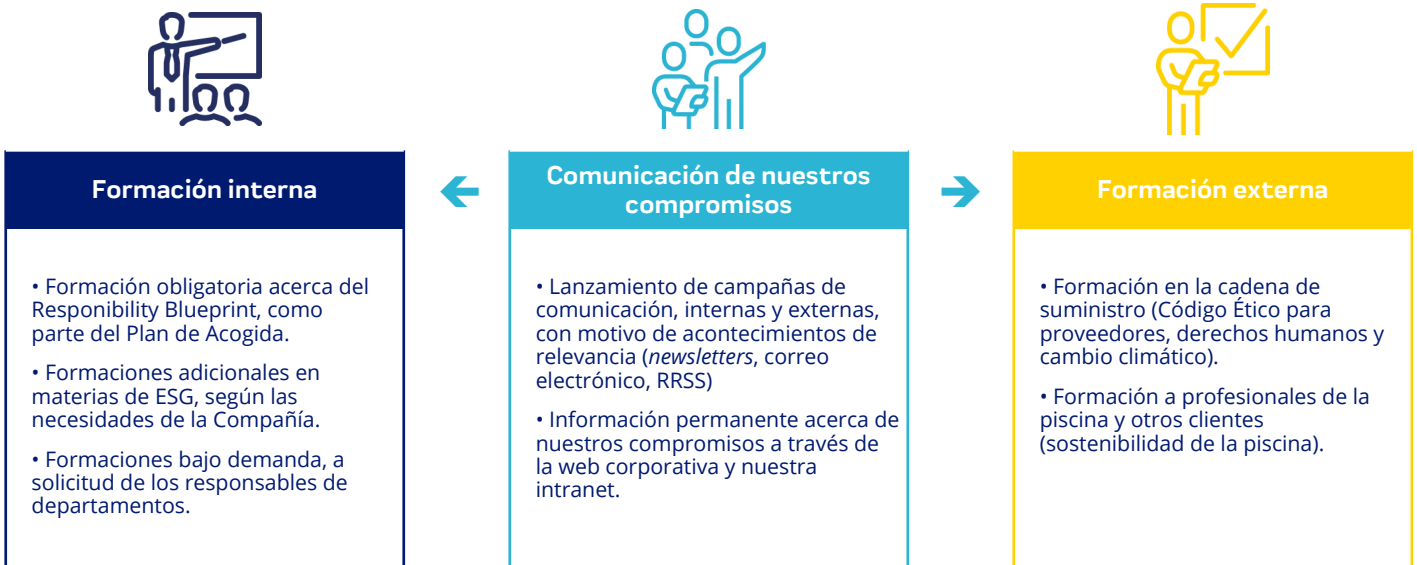 Formación interna
• Formación obligatoria acerca del
Responibility Blueprint, como
parte del Plan de Acogida.
• Formaciones adicionales en
materias de ESG, según las
necesidades de la Compañía.
• Formaciones bajo demanda, a
solicitud de los responsables de
departamentos.
Comunicación de nuestros
compromisos
• Lanzamiento de campañas de
comunicación, internas y externas,
con motivo de acontecimientos de
relevancia (newsletters, correo
electrónico, RRSS)
• Información permanente acerca de
nuestros compromisos a través de
la web corporativa y nuestra
intranet.
Formación externa
• Formación en la cadena de
suministro (Código Ético para
proveedores, derechos humanos y
cambio climático).
• Formación a profesionales de la
piscina y otros clientes
(sostenibilidad de la piscina).